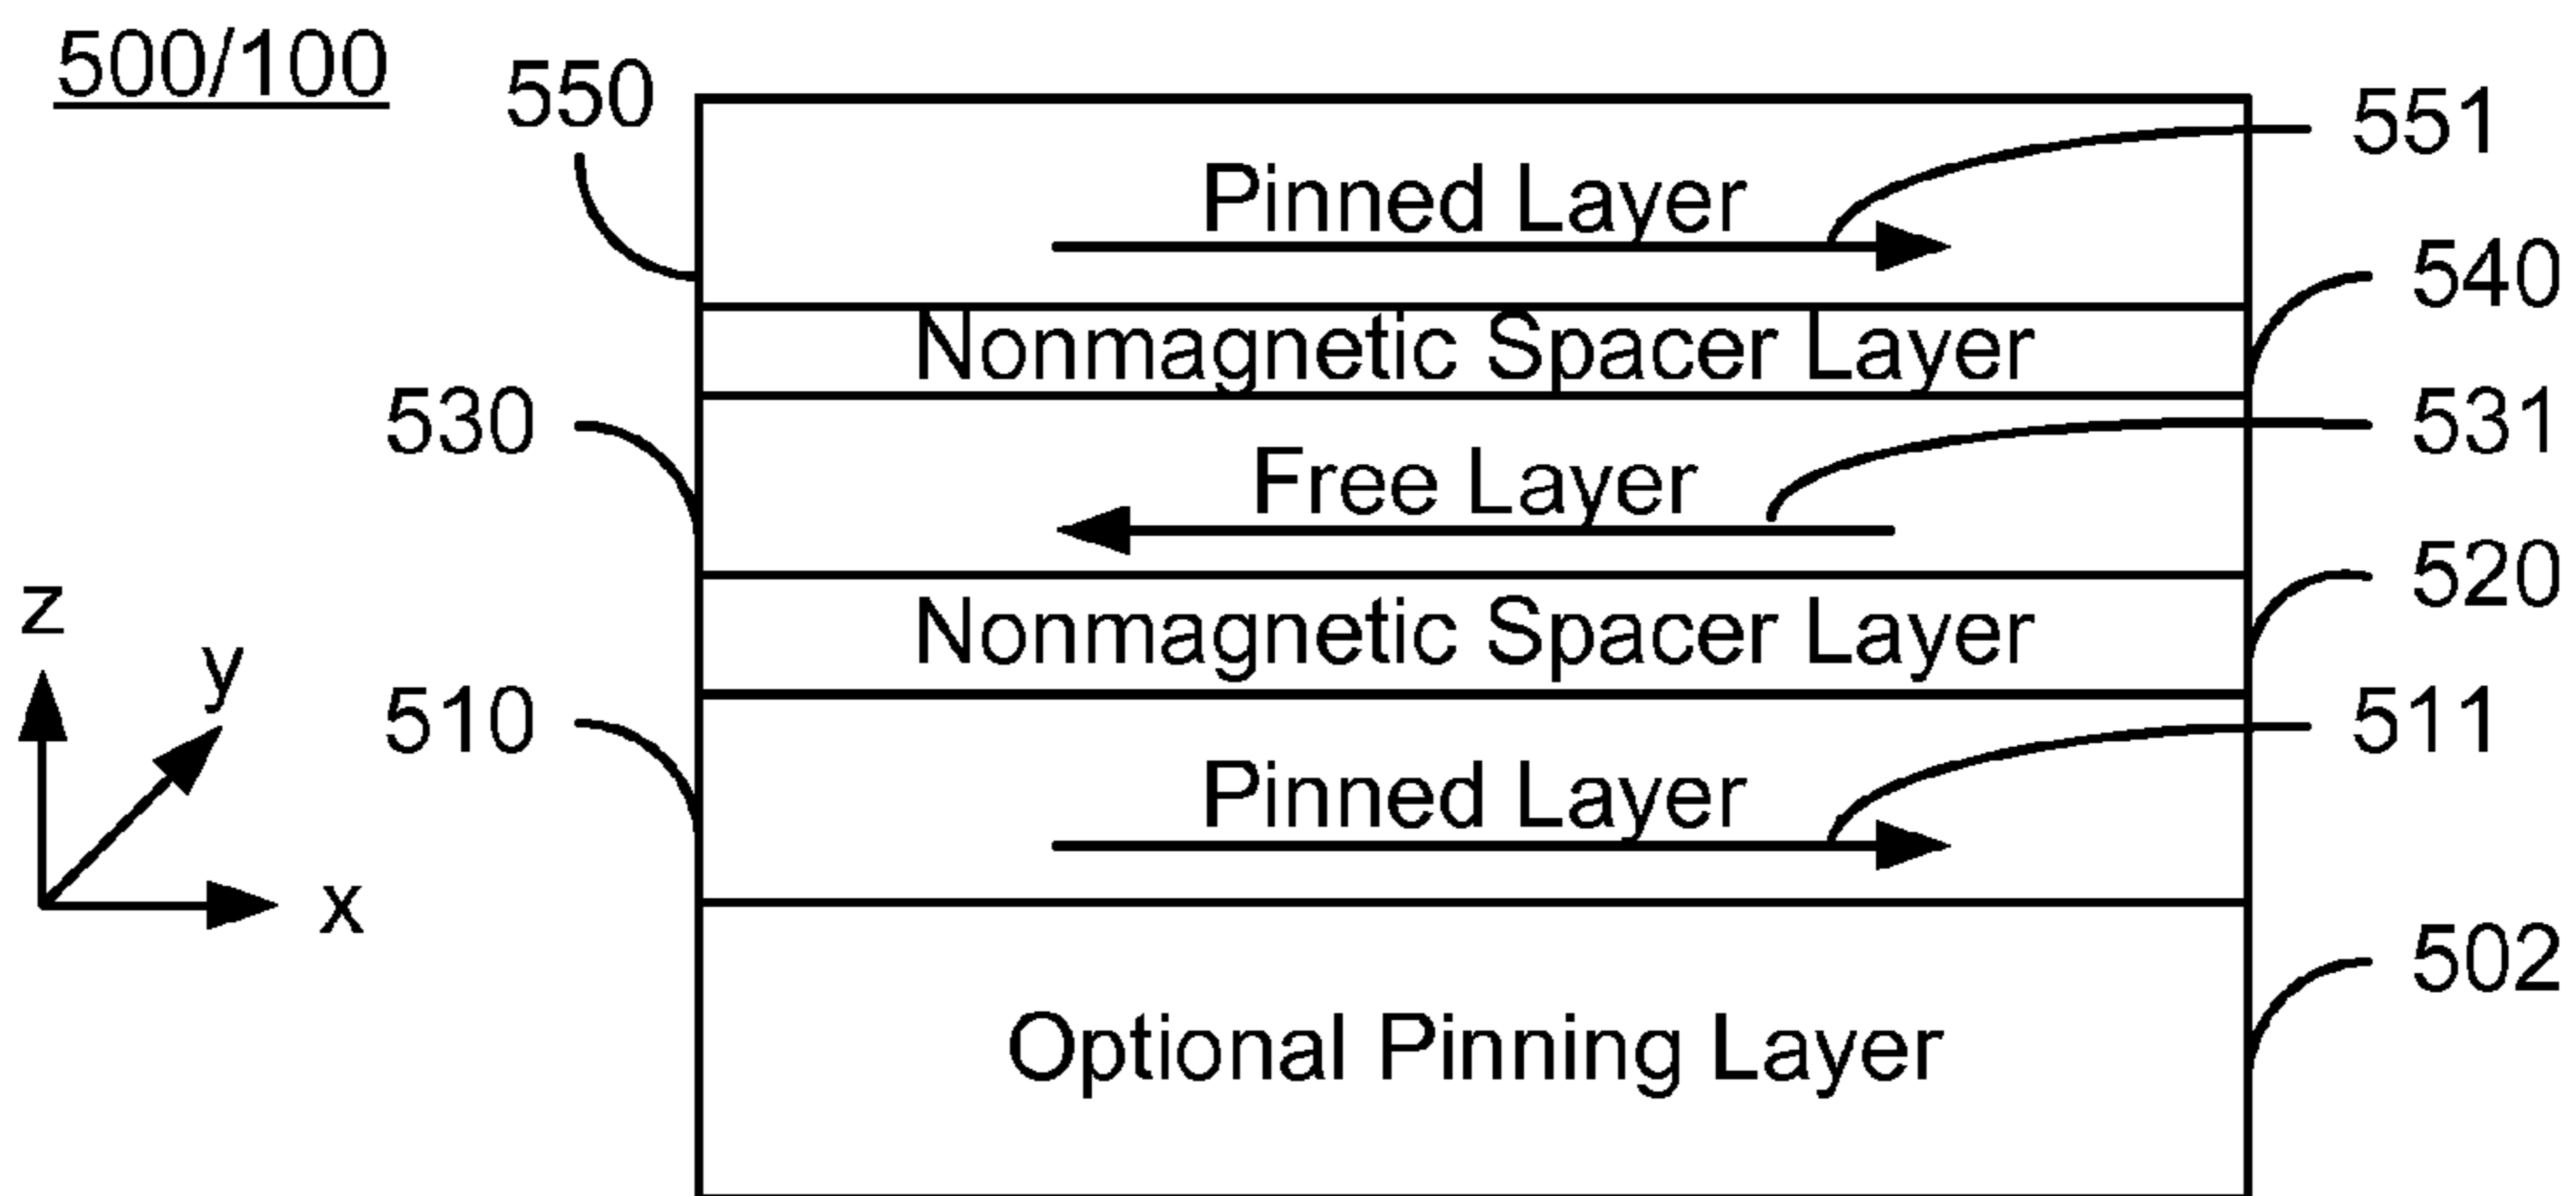 500/100
550
551
Pinned Layer
540
Nonmagnetic Spacer Layer
530
531
Free Layer
520
Nonmagnetic Spacer Layer
z
y
x
510
511
Pinned Layer
502
Optional Pinning Layer